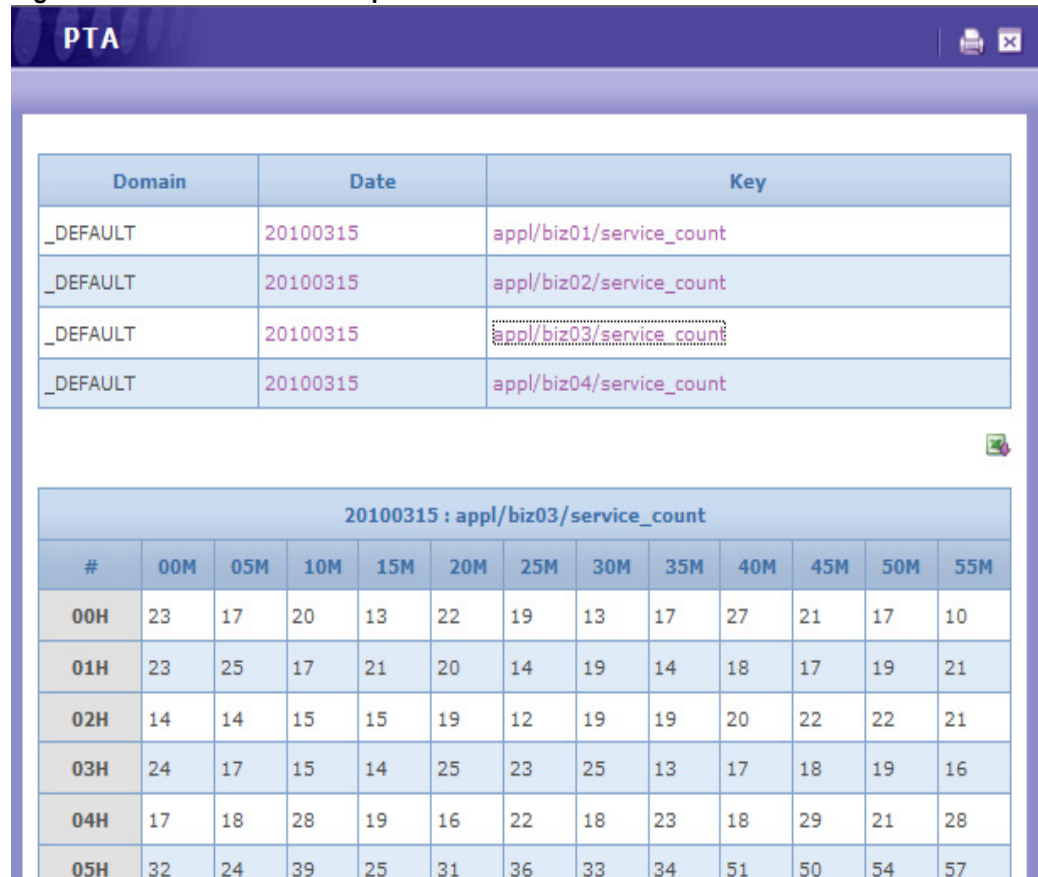 PTA
Domain Date Key
_DEFAULT 20100315 appl/biz01/service_count
_DEFAULT 20100315 appl/biz02/service_count
_DEFAULT 20100315 appl/biz03/service_count
_DEFAULT 20100315 appl/biz04/service_count
20100315 : appl/biz03/service_count
# 00M 05M 10M 15M 20M 25M 30M 35M 40M 45M 50M 55M
00H 23 17 20 13 22 19 13 17 27 21 17 10
01H 23 25 17 21 20 14 19 14 18 17 19 21
02H 14 14 15 15 19 12 19 19 20 22 22 21
03H 24 17 15 14 25 23 25 13 17 18 19 16
04H 17 18 28 19 16 22 18 23 18 29 21 28
05H 32 24 39 25 31 36 33 34 51 50 54 57